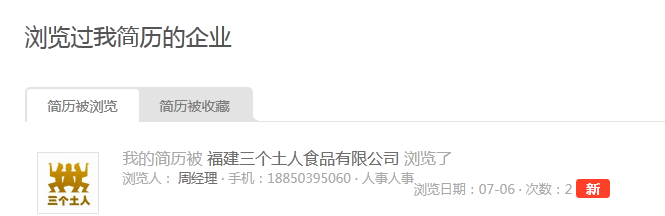 浏览过我简历的企业
简历被浏览 简历被收藏
我的简历被 福建三个土人食品有限公司 浏览了
浏览人： 周经理 · 手机：18850395060 · 人事人事
浏览日期：07-06 · 次数：2 新
三个土人